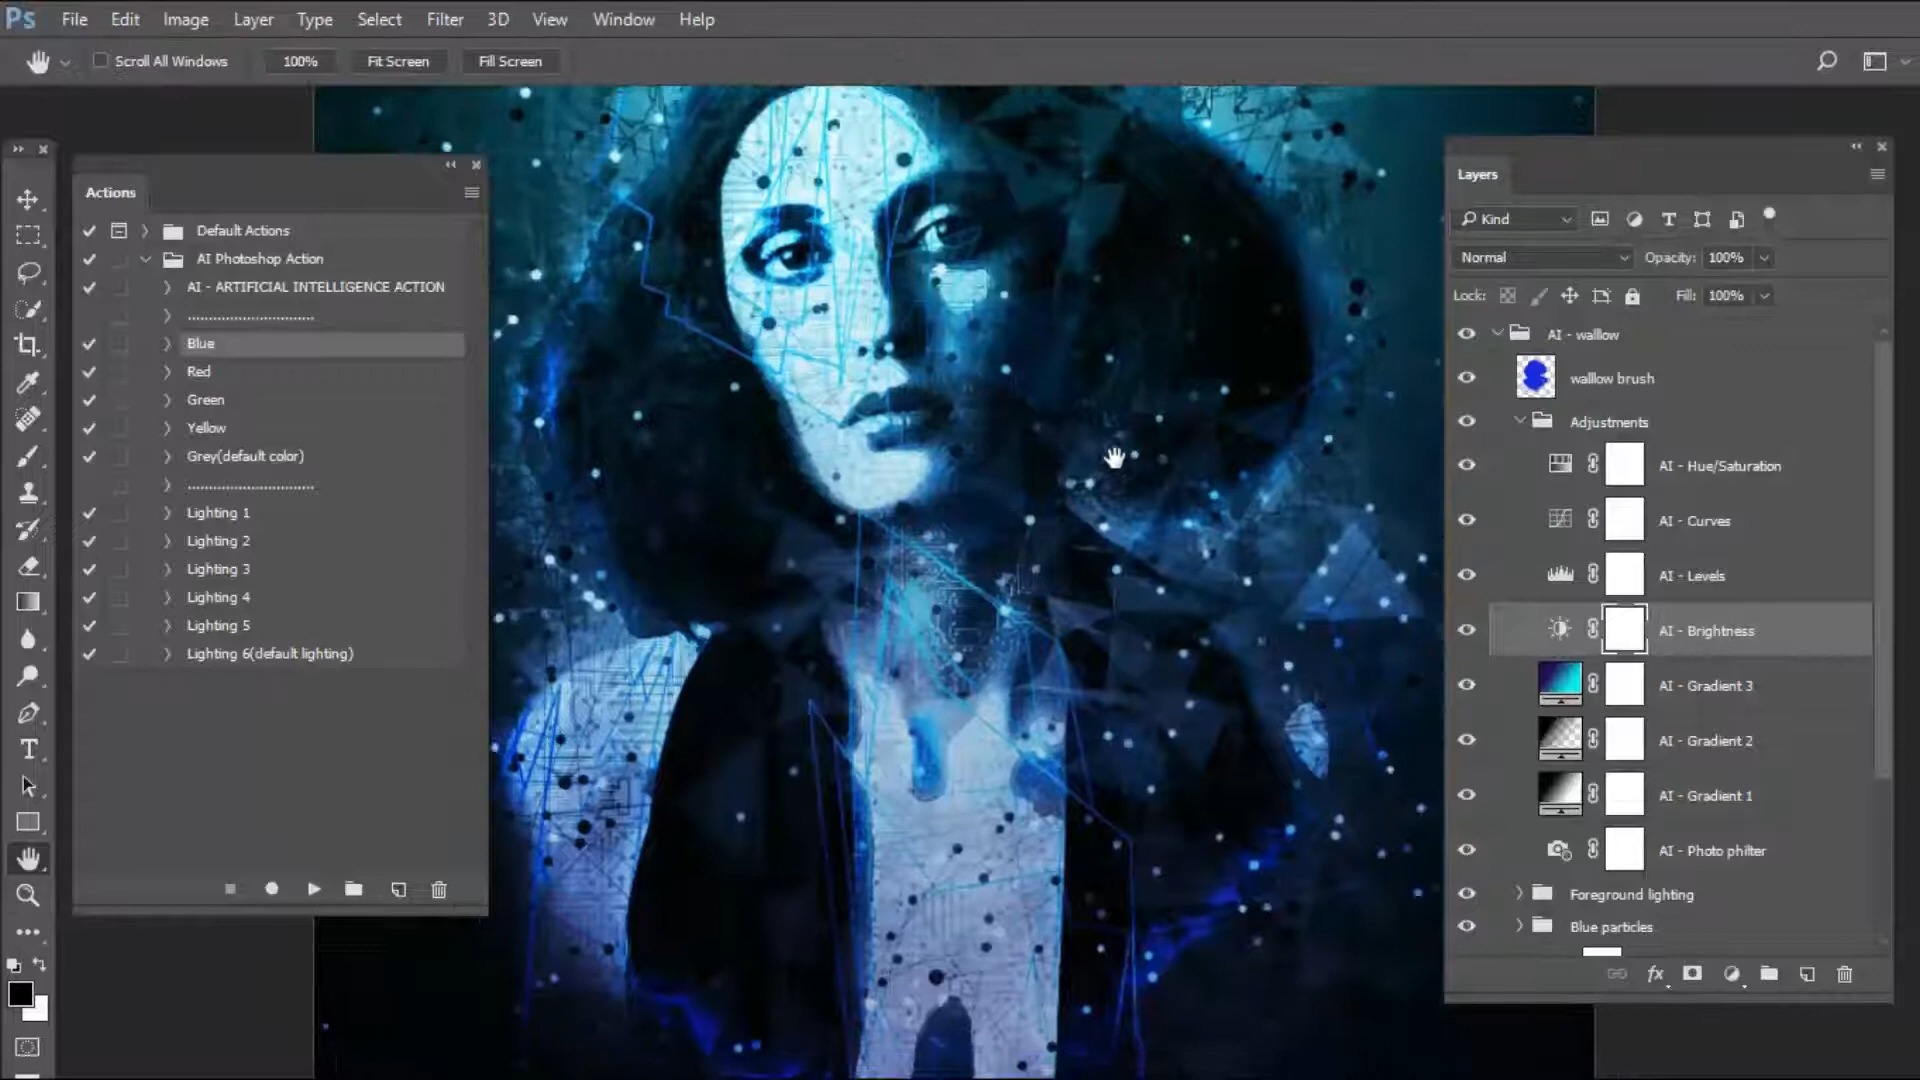 Ps File Edit Image Layer Type Select Filter 3D View Window Help
Scroll All Windows 100% Fit Screen Fill Screen
Actions
Default Actions
AI Photoshop Action
AI - ARTIFICIAL INTELLIGENCE ACTION
..............................
Blue
Red
Green
Yellow
Grey(default color)
..............................
Lighting 1
Lighting 2
Lighting 3
Lighting 4
Lighting 5
Lighting 6(default lighting)
Layers
Kind
Normal Opacity: 100%
Lock: Fill: 100%
AI - wallow
walllow brush
Adjustments
AI - Hue/Saturation
AI - Curves
AI - Levels
AI - Brightness
AI - Gradient 3
AI - Gradient 2
AI - Gradient 1
AI - Photo philter
Foreground lighting
Blue particles
fx